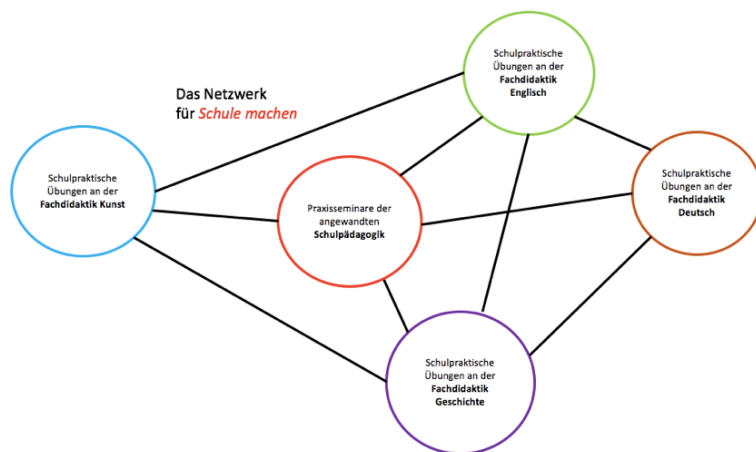 Das Netzwerk
für Schule machen
Schulpraktische
Übungen an der
Fachdidaktik
Englisch
Schulpraktische
Übungen an der
Fachdidaktik Kunst
Praxisseminare der
angewandten
Schulpädagogik
Schulpraktische
Übungen an der
Fachdidaktik
Deutsch
Schulpraktische
Übungen an der
Fachdidaktik
Geschichte